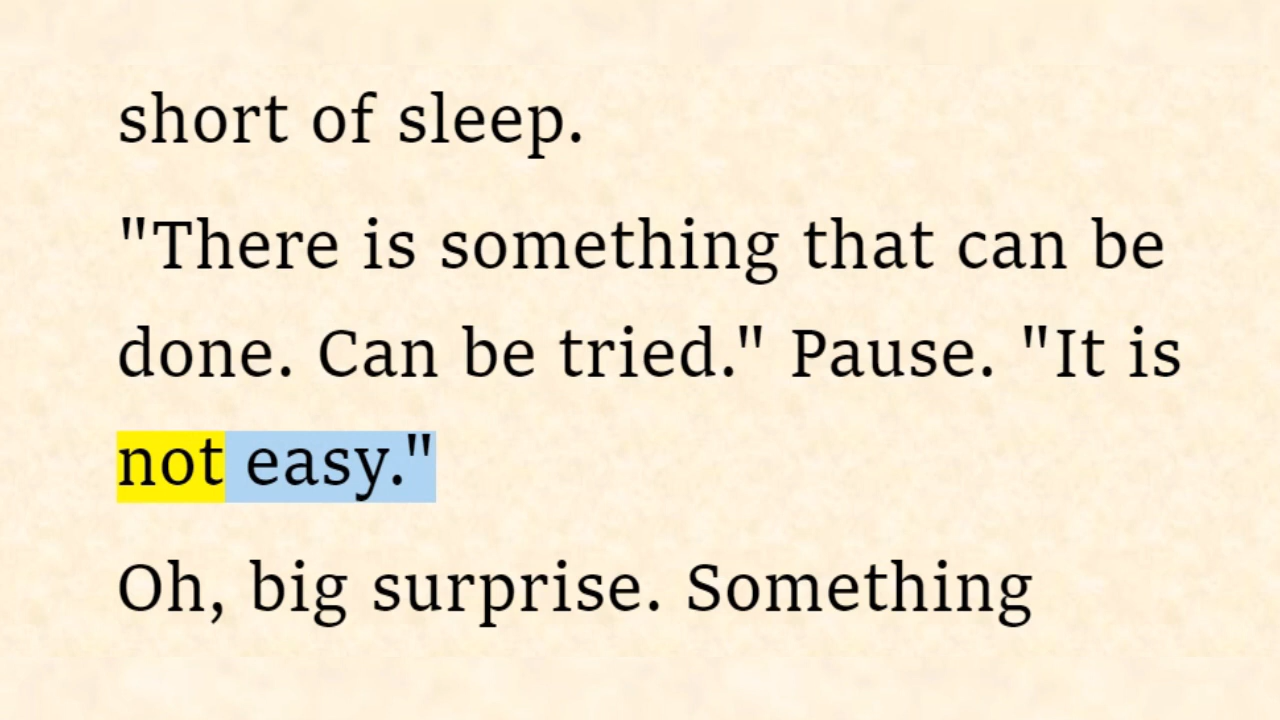 short of sleep.
"There is something that can be
done. Can be tried." Pause. "It is
not easy."
Oh, big surprise. Something